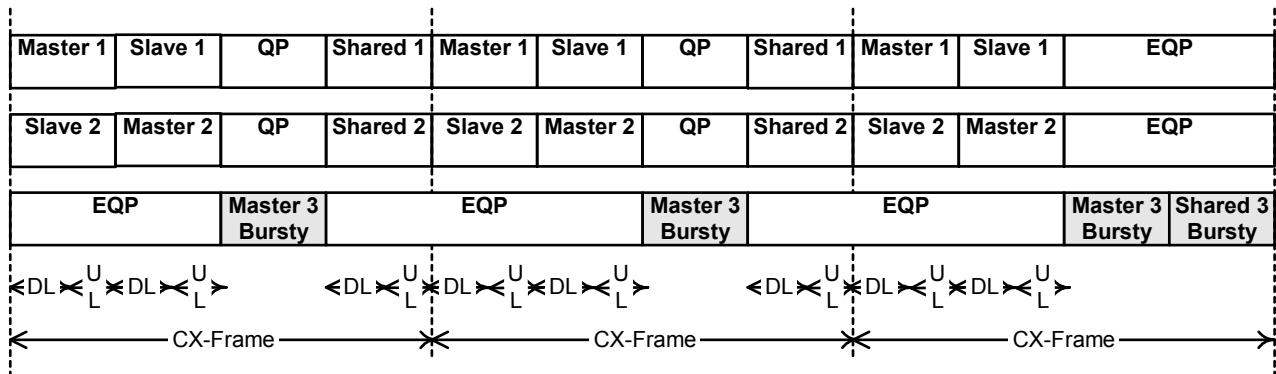 Master 1 Slave 1 QP Shared 1 Master 1 Slave 1 QP Shared 1 Master 1 Slave 1 EQP
Slave 2 Master 2 QP Shared 2 Slave 2 Master 2 QP Shared 2 Slave 2 Master 2 EQP
EQP Master 3 EQP Master 3 EQP Master 3 Shared 3
Bursty Bursty Bursty Bursty
DL UL DL UL DL UL DL UL DL UL DL UL DL UL DL UL
CX-Frame CX-Frame CX-Frame